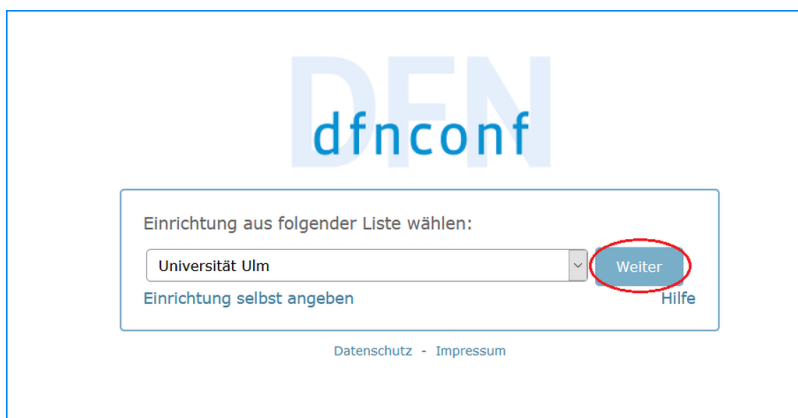 DFN
dfnconf
Einrichtung aus folgender Liste wählen:
Universität Ulm
Weiter
Einrichtung selbst angeben
Hilfe
Datenschutz - Impressum